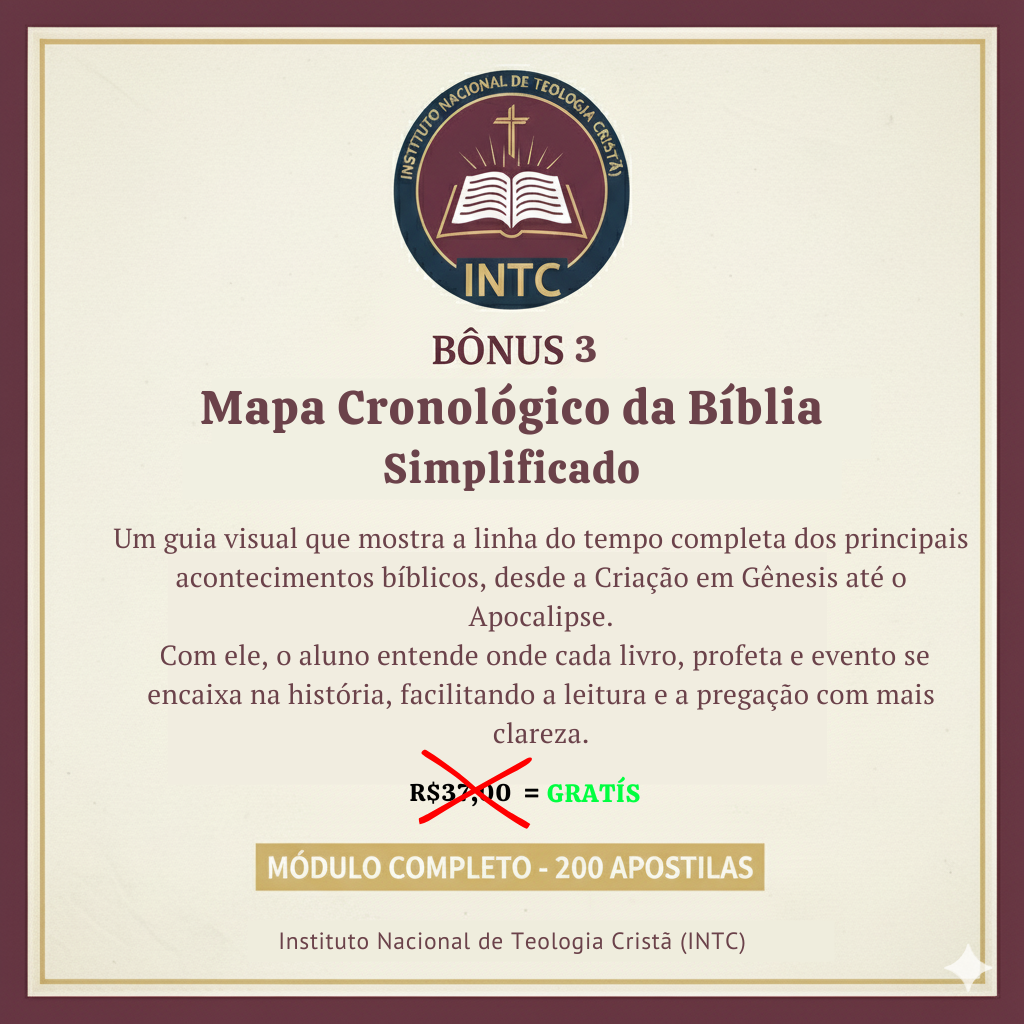 INSTITUTO NACIONAL DE TEOLOGIA CRISTÃ)
INTC
BÔNUS 3
Mapa Cronológico da Bíblia
Simplificado
Um guia visual que mostra a linha do tempo completa dos principais
acontecimentos bíblicos, desde a Criação em Gênesis até o
Apocalipse.
Com ele, o aluno entende onde cada livro, profeta e evento se
encaixa na história, facilitando a leitura e a pregação com mais
clareza.
R$37,00 = GRATÍS
MÓDULO COMPLETO - 200 APOSTILAS
Instituto Nacional de Teologia Cristã (INTC)